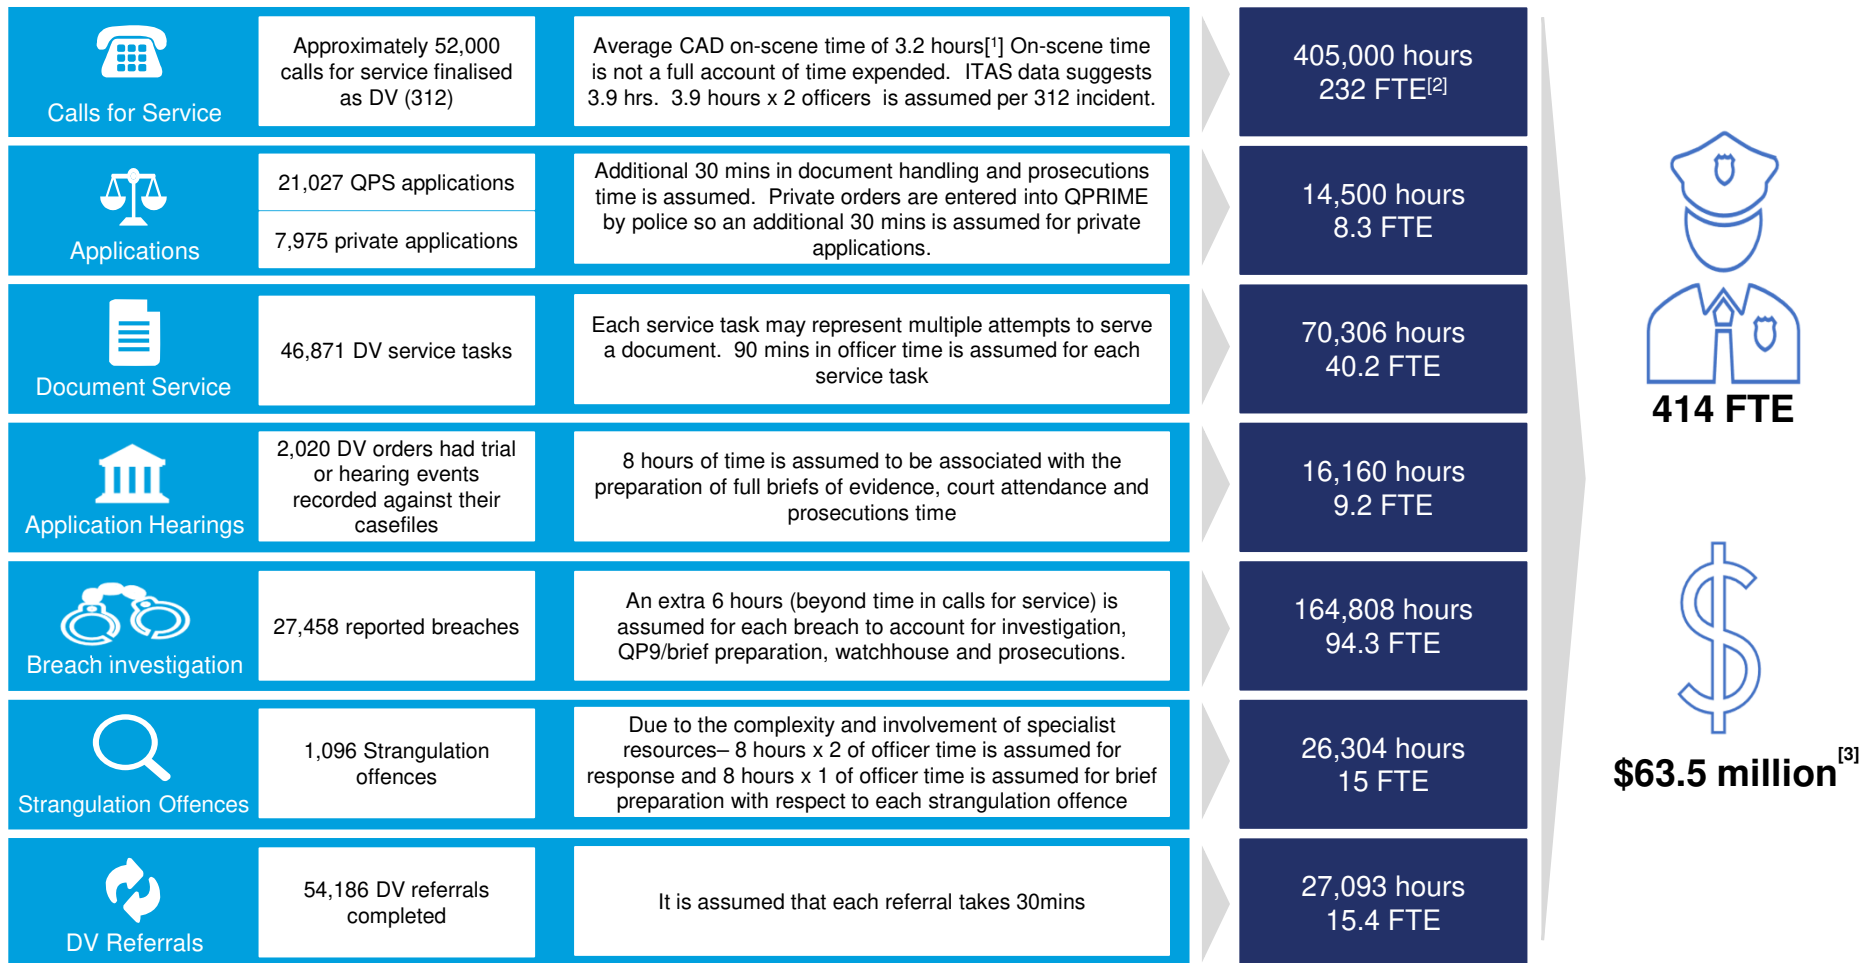 Calls for Service
Approximately 52,000
calls for service finalised
as DV (312)
Average CAD on-scene time of 3.2 hours[1] On-scene time
is not a full account of time expended.  ITAS data suggests
3.9 hrs.  3.9 hours x 2 officers  is assumed per 312 incident.
405,000 hours
232 FTE[2]
Applications
21,027 QPS applications
7,975 private applications
Additional 30 mins in document handling and prosecutions
time is assumed.  Private orders are entered into QPRIME
by police so an additional 30 mins is assumed for private
applications.
14,500 hours
8.3 FTE
Document Service
46,871 DV service tasks
Each service task may represent multiple attempts to serve
a document.  90 mins in officer time is assumed for each
service task
70,306 hours
40.2 FTE
Application Hearings
2,020 DV orders had trial
or hearing events
recorded against their
casefiles
8 hours of time is assumed to be associated with the
preparation of full briefs of evidence, court attendance and
prosecutions time
16,160 hours
9.2 FTE
Breach investigation
27,458 reported breaches
An extra 6 hours (beyond time in calls for service) is
assumed for each breach to account for investigation,
QP9/brief preparation, watchhouse and prosecutions.
164,808 hours
94.3 FTE
Strangulation Offences
1,096 Strangulation
offences
Due to the complexity and involvement of specialist
resources– 8 hours x 2 of officer time is assumed for
response and 8 hours x 1 of officer time is assumed for brief
preparation with respect to each strangulation offence
26,304 hours
15 FTE
DV Referrals
54,186 DV referrals
completed
It is assumed that each referral takes 30mins
27,093 hours
15.4 FTE
414 FTE
$63.5 million[3]